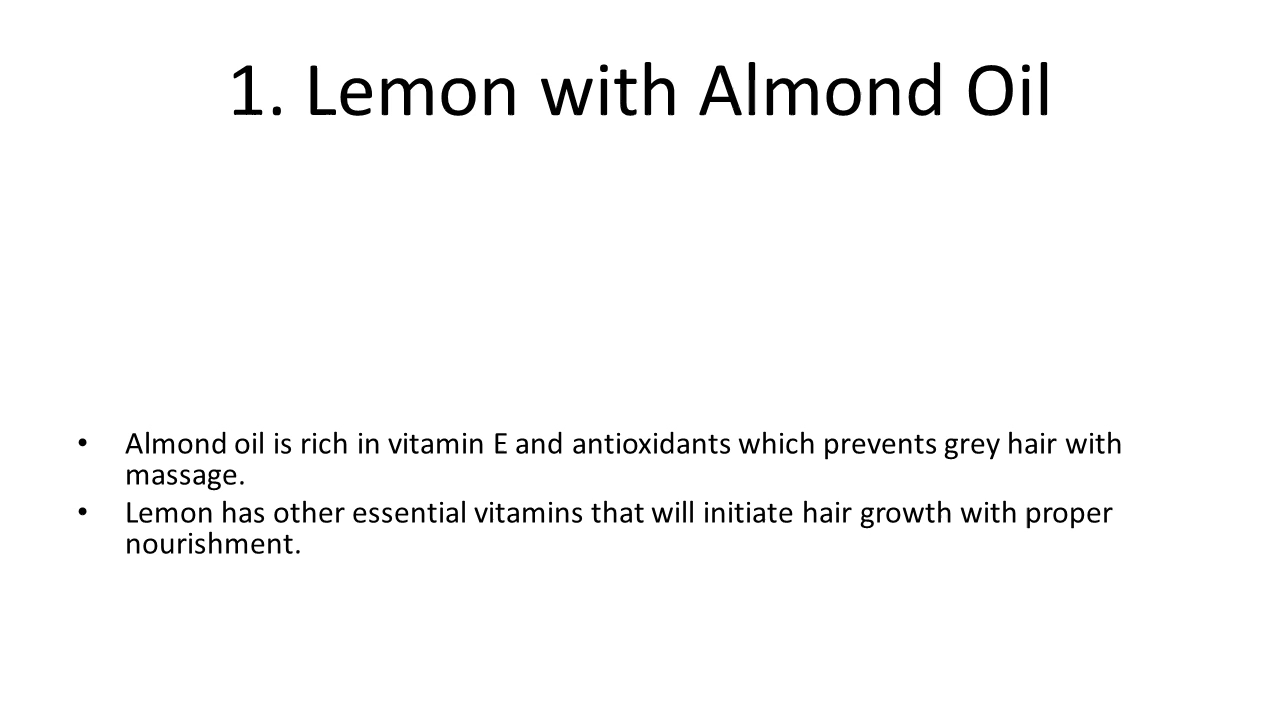 1. Lemon with Almond Oil
• Almond oil is rich in vitamin E and antioxidants which prevents grey hair with
massage.
• Lemon has other essential vitamins that will initiate hair growth with proper
nourishment.